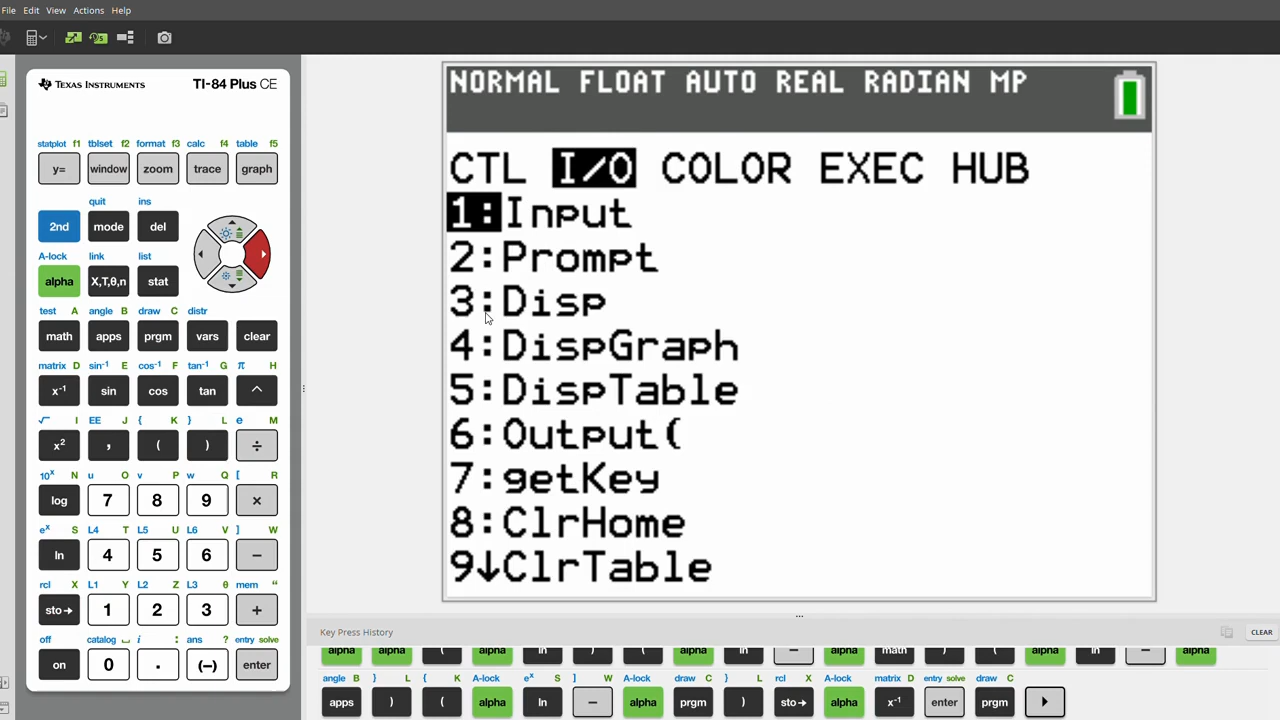 File Edit View Actions Help
TEXAS INSTRUMENTS TI-84 Plus CE
statplot f1 tblset f2 format f3 calc f4 table f5
y= window zoom trace graph
quit ins
2nd mode del
A-lock link list
alpha X,T,θ,n stat
test A angle B draw C distr
math apps prgm vars clear
matrix D sin⁻¹ E cos⁻¹ F tan⁻¹ G π H
x⁻¹ sin cos tan ^
√ I EE J { K } L e M
x² , ( ) ÷
10ˣ N u O v P w Q [ R
log 7 8 9 ×
eˣ S L4 T L5 U L6 V ] W
ln 4 5 6 −
rcl X L1 Y L2 Z L3 θ mem “
sto→ 1 2 3 +
off catalog ␣ i : ans ? entry solve
on 0 . (−) enter
NORMAL FLOAT AUTO REAL RADIAN MP
CTL I/O COLOR EXEC HUB
1:Input
2:Prompt
3:Disp
4:DispGraph
5:DispTable
6:Output(
7:getKey
8:ClrHome
9↓ClrTable
Key Press History CLEAR
alpha alpha ( alpha ln ) ( alpha ln − alpha math ) ( alpha ln − alpha
angle B } L { K A-lock eˣ S ] W A-lock draw C } L rcl X A-lock matrix D entry solve draw C
apps ) ( alpha ln − alpha prgm ) sto→ alpha x⁻¹ enter prgm